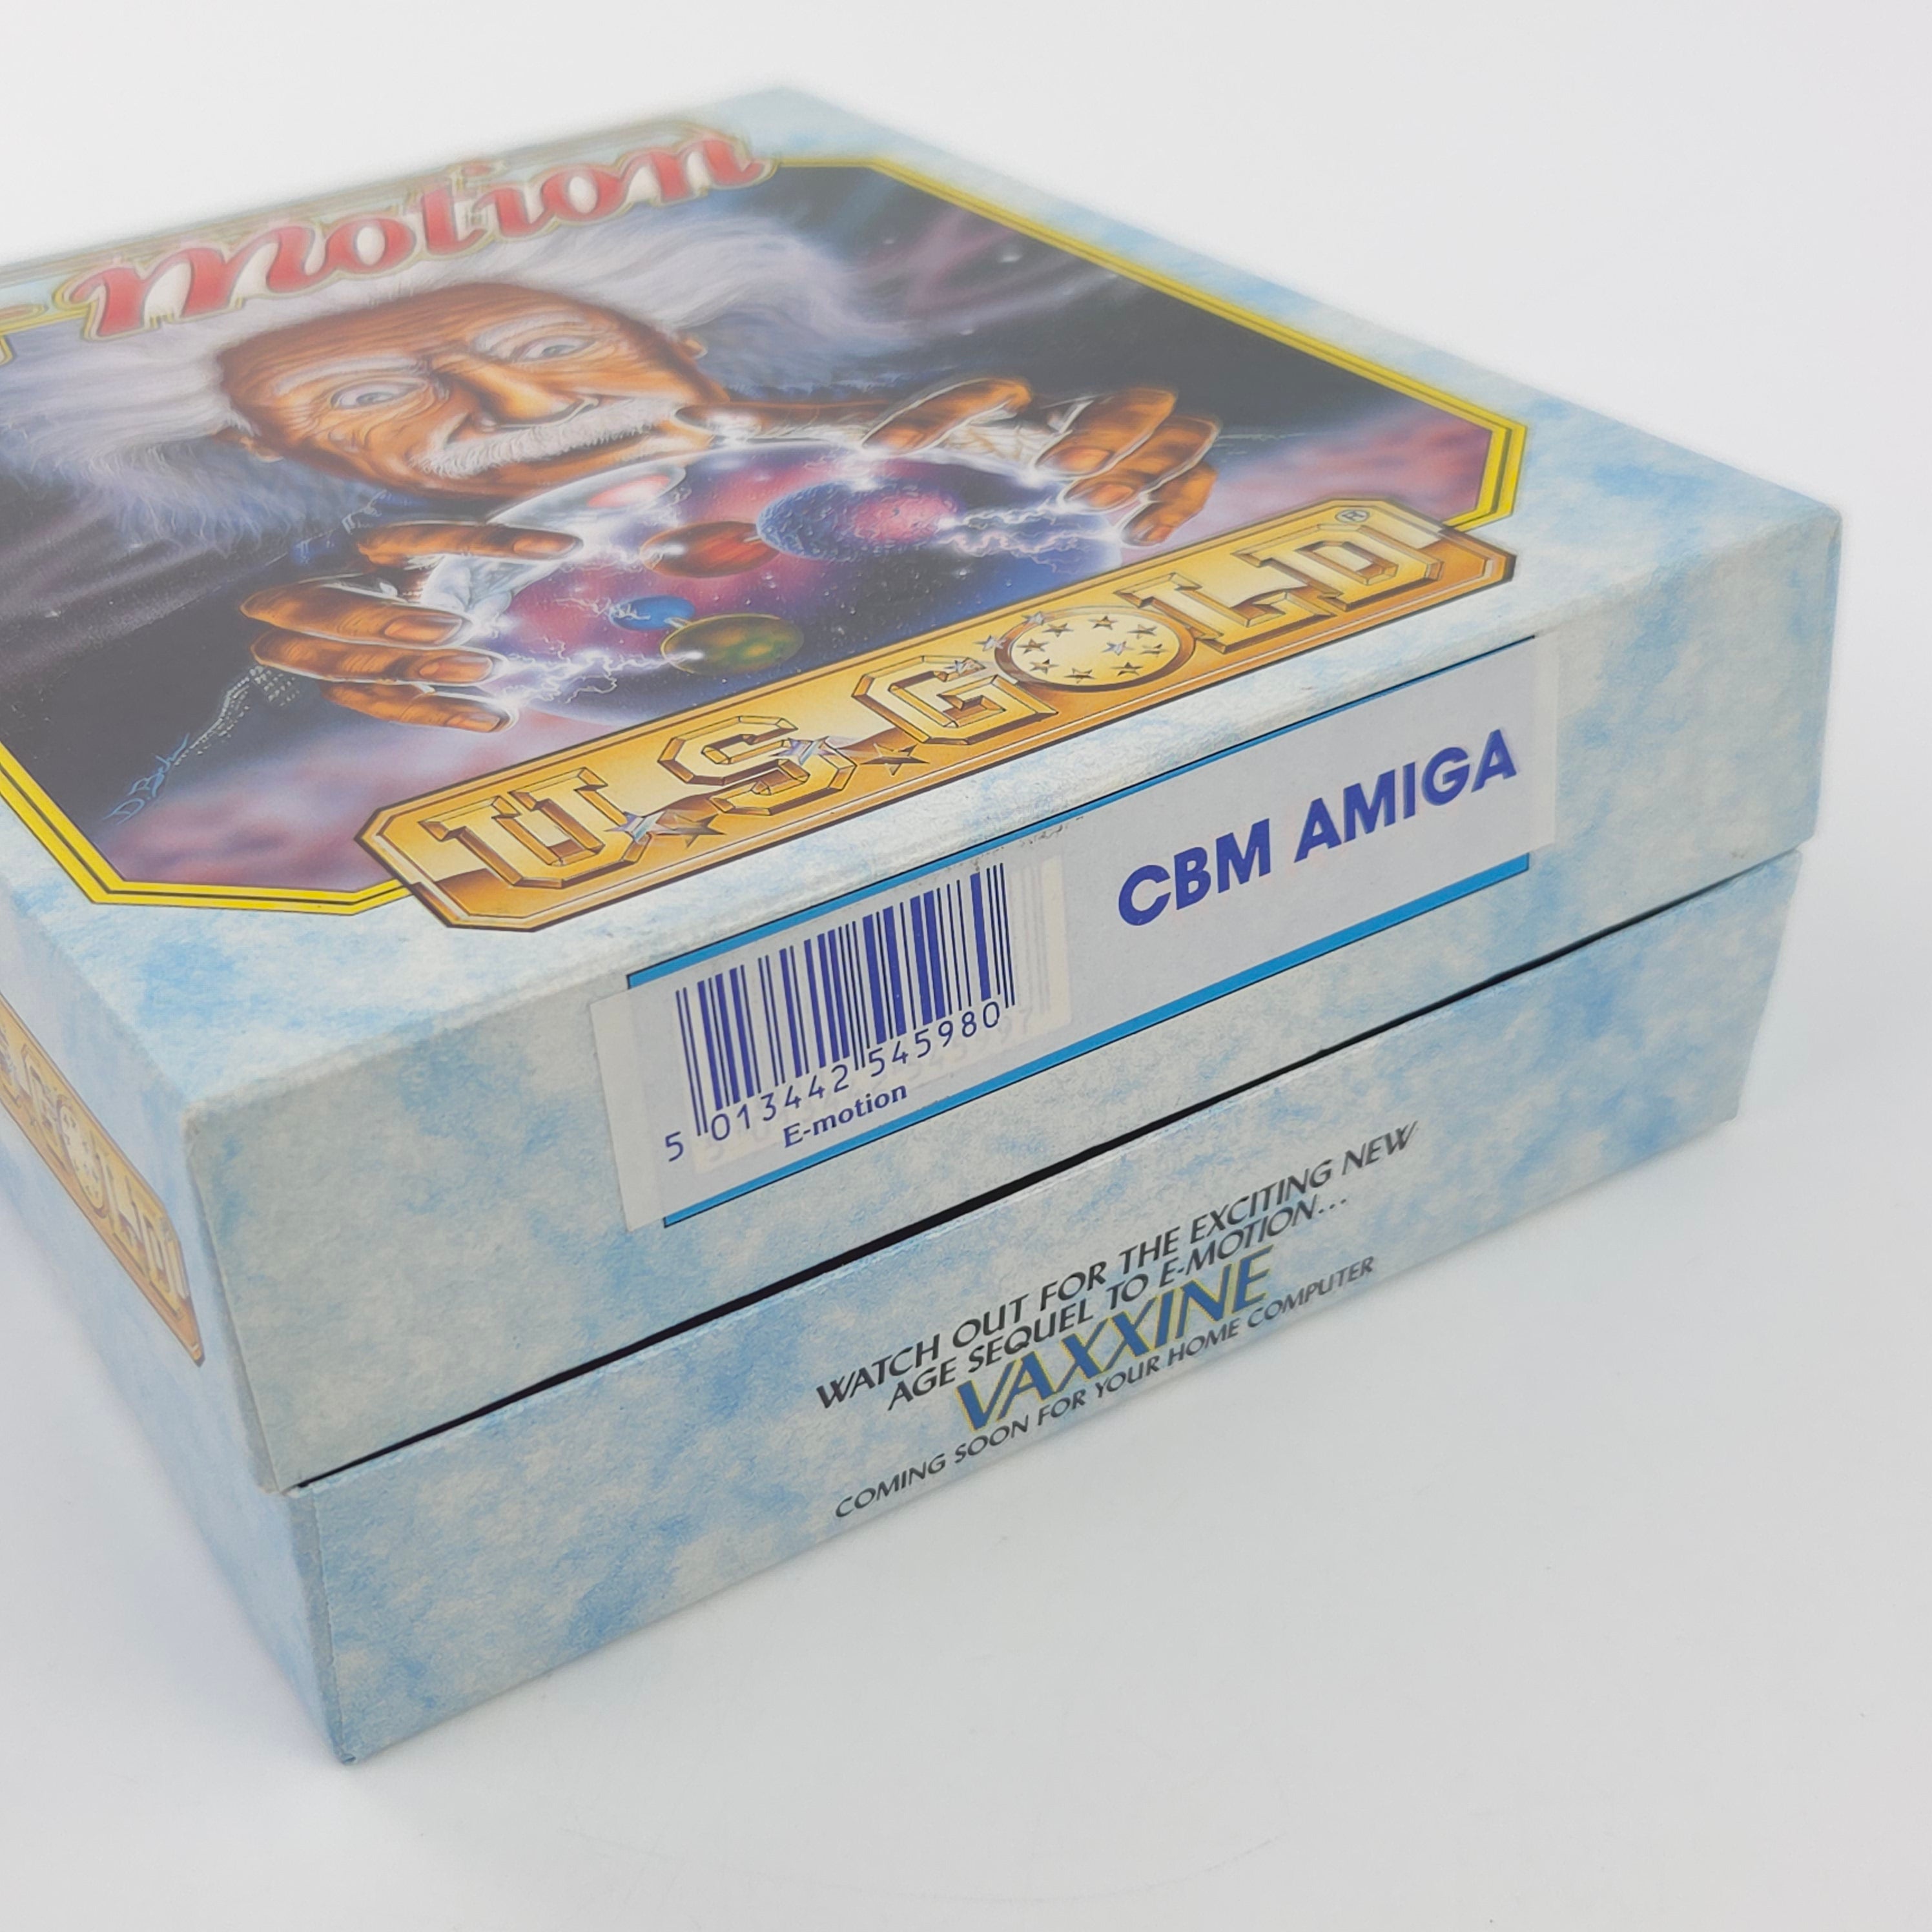 - Motion
U.S. GOLD®
CBM AMIGA
5 013442 545980
E-motion
WATCH OUT FOR THE EXCITING NEW
AGE SEQUEL TO E-MOTION...
VAXXINE
COMING SOON FOR YOUR HOME COMPUTER
U.S. GOLD